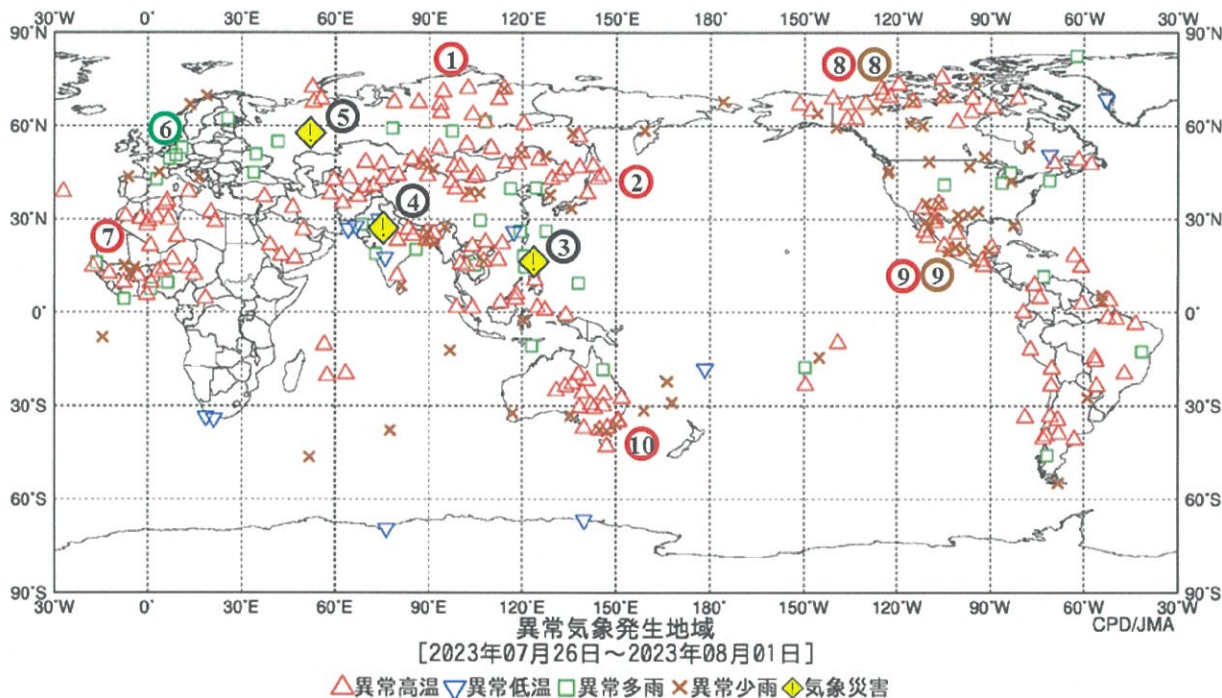 30°W 0° 30°E 60°E 90°E 120°E 150°E 180° 150°W 120°W 90°W 60°W 30°W
90°N 90°N
① ⑧ ⑧
⑤
⑥
60°N 60°N
② 
④
30°N 30°N
⑦ ③ ⑨ ⑨
0° 0°
30°S 30°S
⑩
60°S 60°S
90°S 90°S
30°W 0° 30°E 60°E 90°E 120°E 150°E 180° 150°W 120°W 90°W 60°W 30°W
異常気象発生地域 CPD/JMA
[2023年07月26日～2023年08月01日]
△異常高温▽異常低温□異常多雨×異常少雨◇気象災害